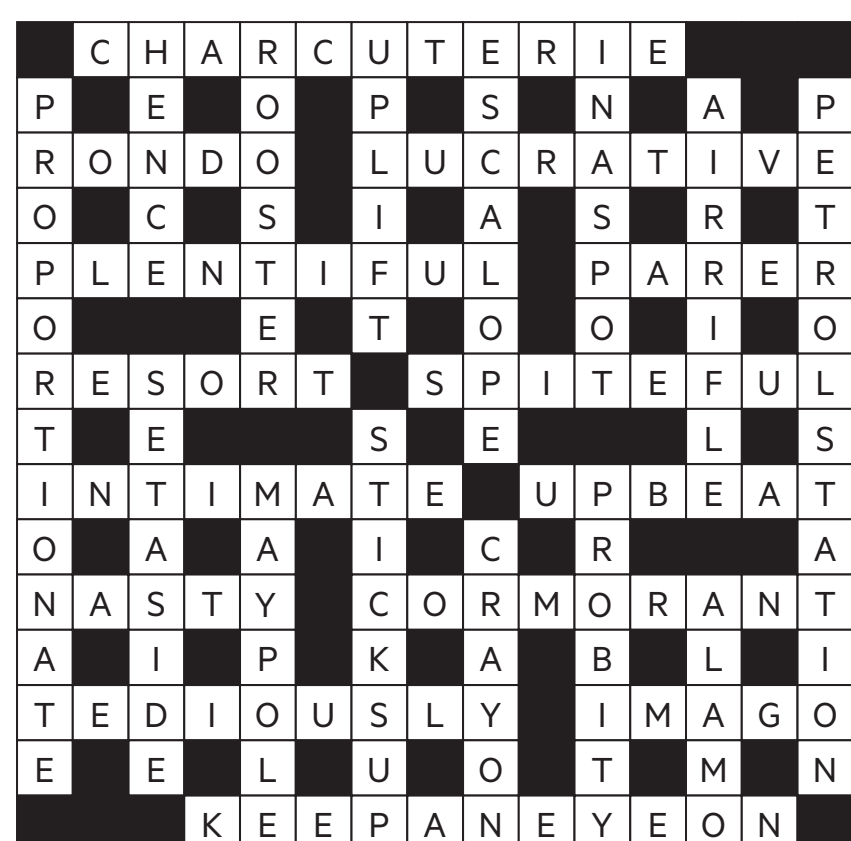 CHARCUTERIE
P E O P S N A P
RONDO LUCRATIVE
O C S I A S R T
PLENTIFUL PARER
O E T O O I O
RESORT SPITEFUL
T E S E L S
INTIMATE UPBEAT
O A A I C R A
NASTY CORMORANT
A I P K A B L I
TEDIOUSLY IMAGO
E E L U O T M N
KEEPANEYEON